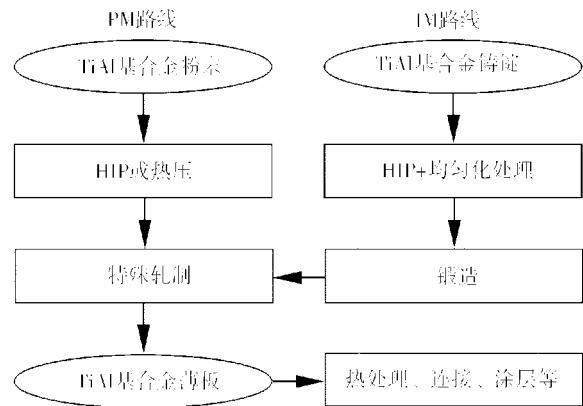 PM路线
IM路线
TiAl基合金粉末
TiAl基合金铸锭
HIP或热压
HIP+均匀化处理
特殊轧制
锻造
TiAl基合金薄板
热处理、连接、涂层等